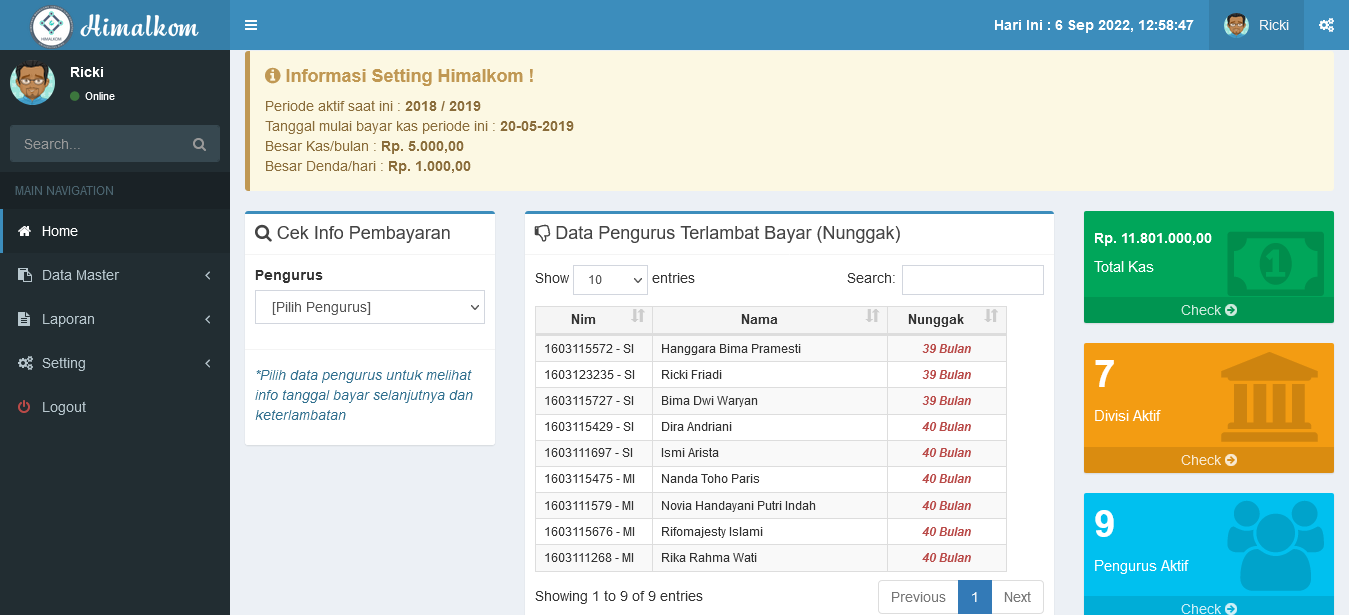 Himalkom
Hari Ini : 6 Sep 2022, 12:58:47
Ricki
Ricki
Online
Search...
MAIN NAVIGATION
Home
Data Master
Laporan
Setting
Logout
Informasi Setting Himalkom !
Periode aktif saat ini : 2018 / 2019
Tanggal mulai bayar kas periode ini : 20-05-2019
Besar Kas/bulan : Rp. 5.000,00
Besar Denda/hari : Rp. 1.000,00
Cek Info Pembayaran
Pengurus
[Pilih Pengurus]
*Pilih data pengurus untuk melihat
info tanggal bayar selanjutnya dan
keterlambatan
Data Pengurus Terlambat Bayar (Nunggak)
Show 10 entries Search:
Nim Nama Nunggak
1603115572 - SI Hanggara Bima Pramesti 39 Bulan
1603123235 - SI Ricki Friadi 39 Bulan
1603115727 - SI Bima Dwi Waryan 39 Bulan
1603115429 - SI Dira Andriani 40 Bulan
1603111697 - SI Ismi Arista 40 Bulan
1603115475 - MI Nanda Toho Paris 40 Bulan
1603111579 - MI Novia Handayani Putri Indah 40 Bulan
1603115676 - MI Rifomajesty Islami 40 Bulan
1603111268 - MI Rika Rahma Wati 40 Bulan
Showing 1 to 9 of 9 entries
Previous 1 Next
Rp. 11.801.000,00
Total Kas
1
Check
7
Divisi Aktif
Check
9
Pengurus Aktif
Check